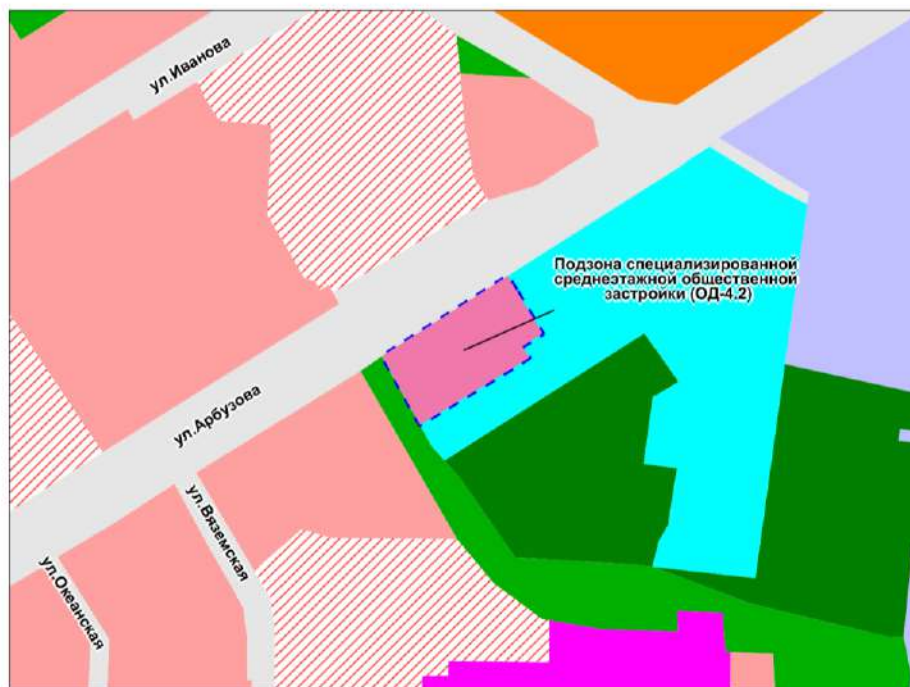 ул.Иванова
Подзона специализированной
среднеэтажной общественной
застройки (ОД-4.2)
ул.Арбузова
ул.Вяземская
ул.Океанская